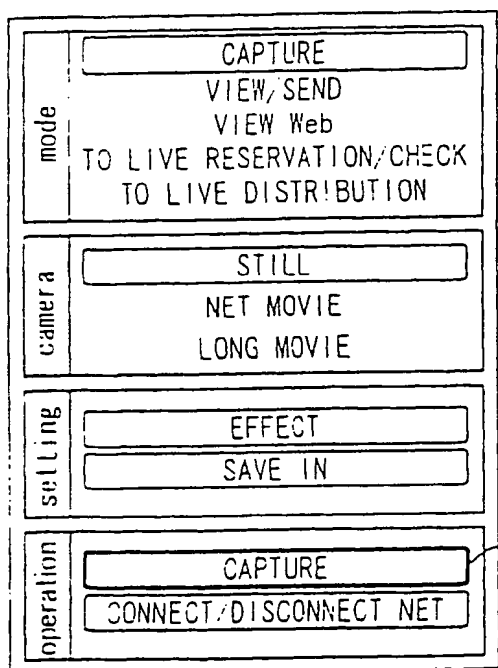 mode
CAPTURE
VIEW/SEND
VIEW Web
TO LIVE RESERVATION/CHECK
TO LIVE DISTRIBUTION
camera
STILL
NET MOVIE
LONG MOVIE
setting
EFFECT
SAVE IN
operation
CAPTURE
CONNECT/DISCONNECT NET